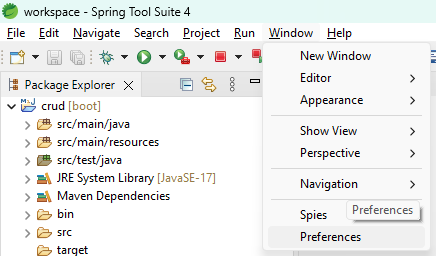 workspace - Spring Tool Suite 4
File Edit Navigate Search Project Run Window Help
Package Explorer
crud [boot]
src/main/java
src/main/resources
src/test/java
JRE System Library [JavaSE-17]
Maven Dependencies
bin
src
target
New Window
Editor
Appearance
Show View
Perspective
Navigation
Spies
Preferences
Preferences